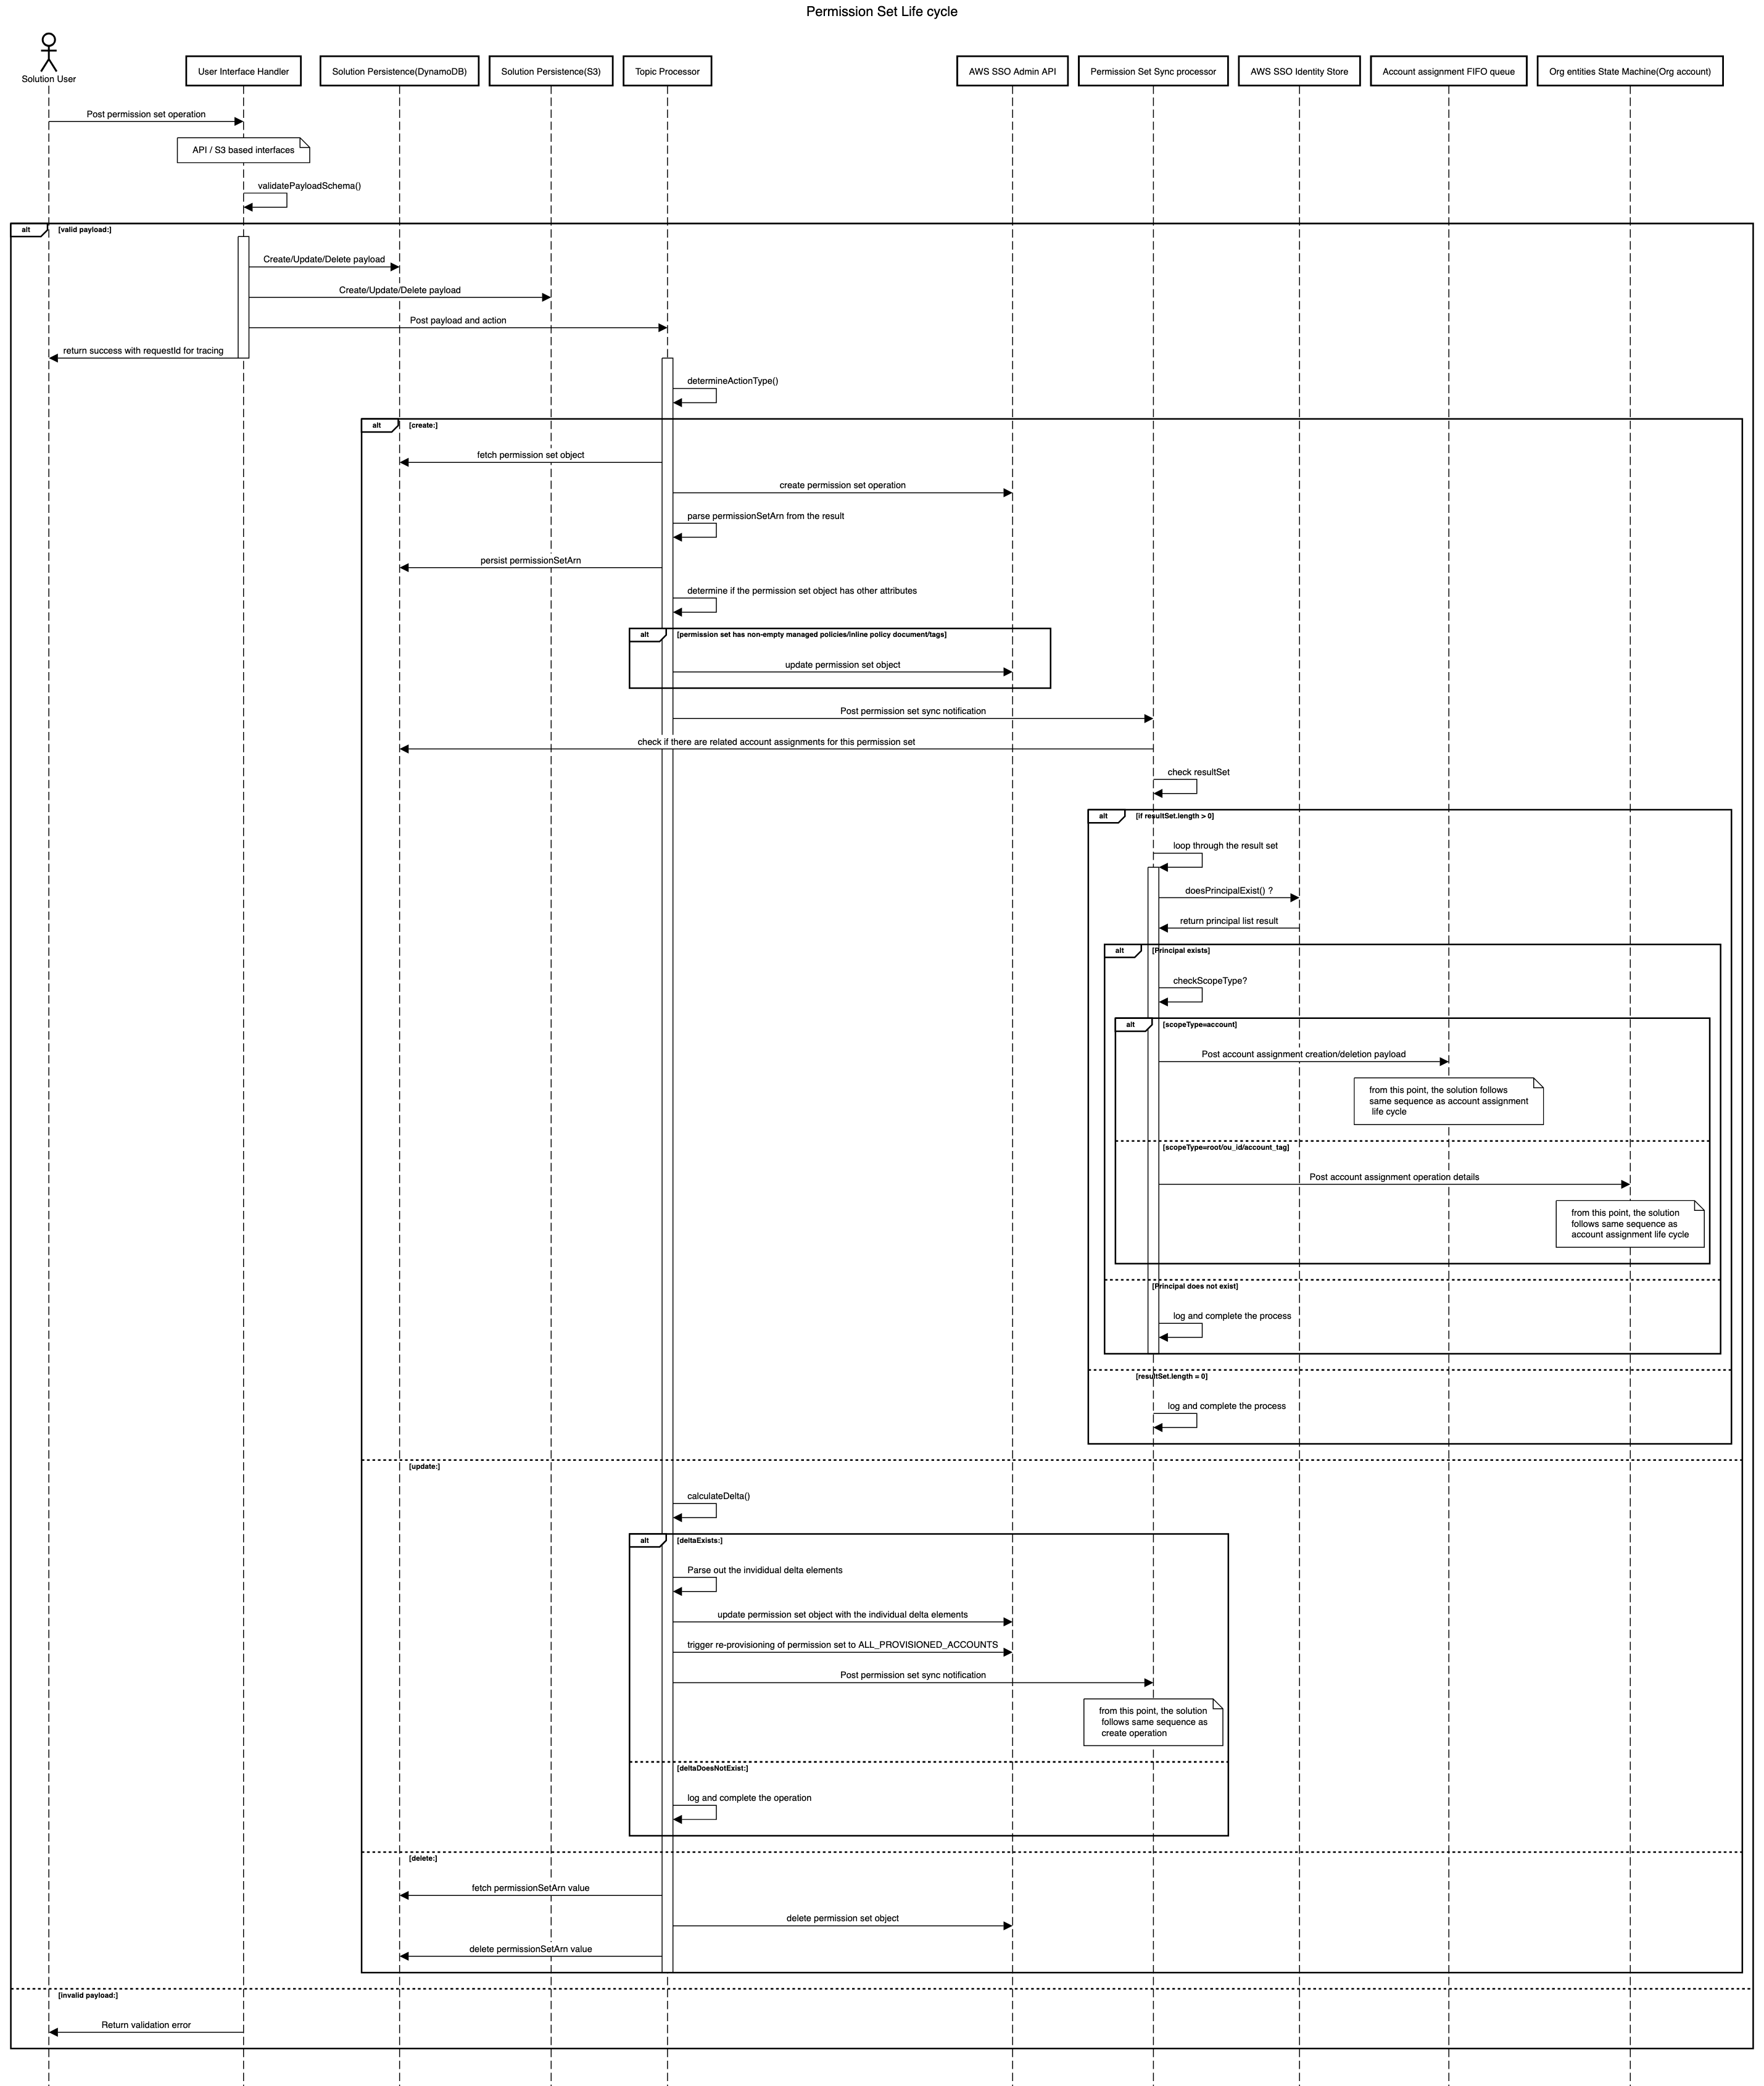 Permission Set Life cycle
Solution User
User Interface Handler
Solution Persistence(DynamoDB)
Solution Persistence(S3)
Topic Processor
AWS SSO Admin API
Permission Set Sync processor
AWS SSO Identity Store
Account assignment FIFO queue
Org entities State Machine(Org account)
Post permission set operation
API / S3 based interfaces
validatePayloadSchema()
alt
[valid payload:]
Create/Update/Delete payload
Create/Update/Delete payload
Post payload and action
return success with requestId for tracing
determineActionType()
alt
[create:]
fetch permission set object
create permission set operation
parse permissionSetArn from the result
persist permissionSetArn
determine if the permission set object has other attributes
alt
[permission set has non-empty managed policies/inline policy document/tags]
update permission set object
Post permission set sync notification
check if there are related account assignments for this permission set
check resultSet
alt
[if resultSet.length > 0]
loop through the result set
doesPrincipalExist() ?
return principal list result
alt
[Principal exists]
checkScopeType?
alt
[scopeType=account]
Post account assignment creation/deletion payload
from this point, the solution follows
same sequence as account assignment
life cycle
[scopeType=root/ou_id/account_tag]
Post account assignment operation details
from this point, the solution
follows same sequence as
account assignment life cycle
[Principal does not exist]
log and complete the process
[resultSet.length = 0]
log and complete the process
[update:]
calculateDelta()
alt
[deltaExists:]
Parse out the invididual delta elements
update permission set object with the individual delta elements
trigger re-provisioning of permission set to ALL_PROVISIONED_ACCOUNTS
Post permission set sync notification
from this point, the solution
follows same sequence as
create operation
[deltaDoesNotExist:]
log and complete the operation
[delete:]
fetch permissionSetArn value
delete permission set object
delete permissionSetArn value
[invalid payload:]
Return validation error